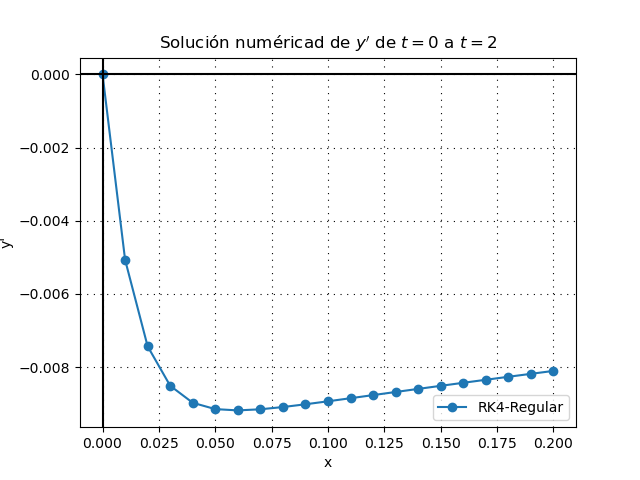 Solución numéricad de y′ de t = 0 a t = 2
0.000
−0.002
−0.004
−0.006
−0.008
y'
0.000 0.025 0.050 0.075 0.100 0.125 0.150 0.175 0.200
x
RK4-Regular